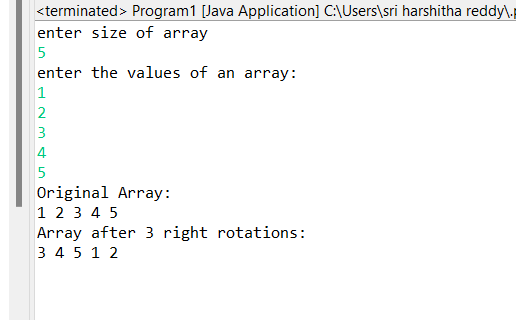 <terminated> Program1 [Java Application] C:\Users\sri harshitha reddy\.p
enter size of array
5
enter the values of an array:
1
2
3
4
5
Original Array:
1 2 3 4 5
Array after 3 right rotations:
3 4 5 1 2